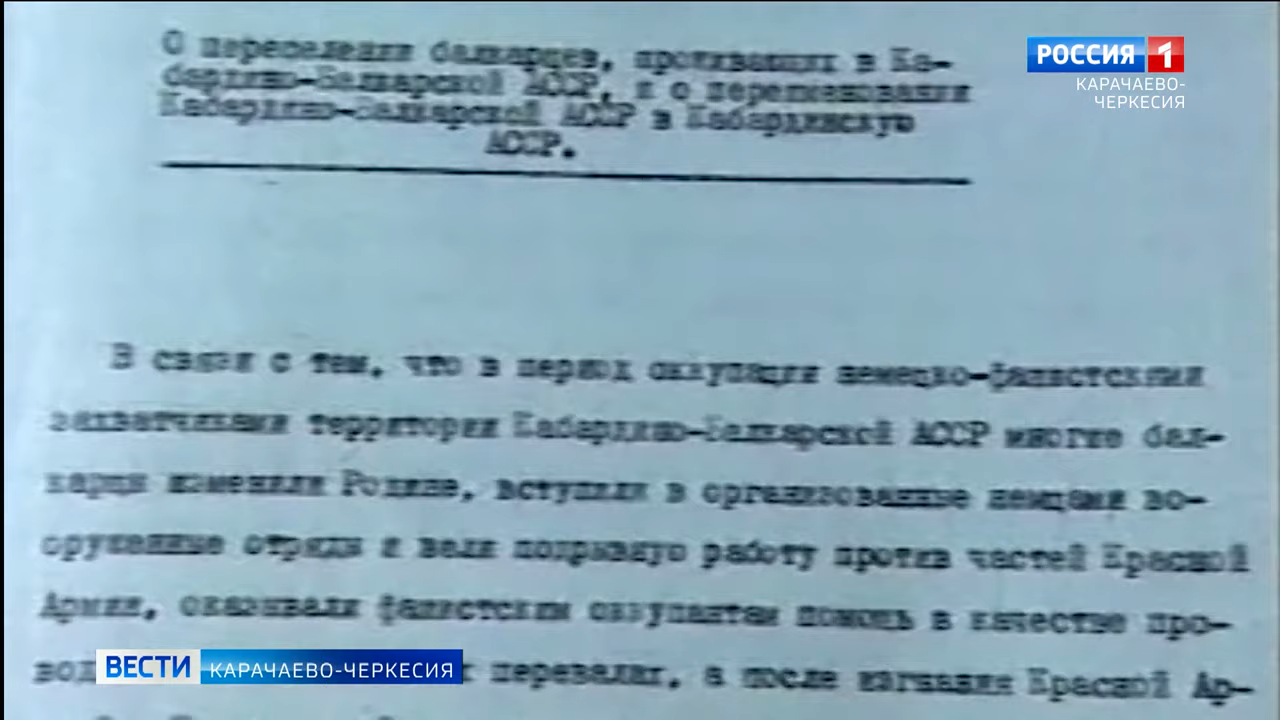 О переселении балкарцев, проживавших в Ка-
бардино-Балкарской АССР, и о переименовании
Кабардино-Балкарской АССР в Кабардинскую
АССР.
РОССИЯ 1
КАРАЧАЕВО-
ЧЕРКЕСИЯ
В связи с тем, что в период оккупации немецко-фашистскими
захватчиками территории Кабардино-Балкарской АССР многие бал-
карцы изменили Родине, вступили в организованные немцами во-
оруженные отряды и вели подрывную работу против частей Красной
Армии, оказывали фашистским оккупантам помощь в качестве про-
перевалах, а после изгнания Красной Ар-
ВЕСТИ КАРАЧАЕВО-ЧЕРКЕСИЯ